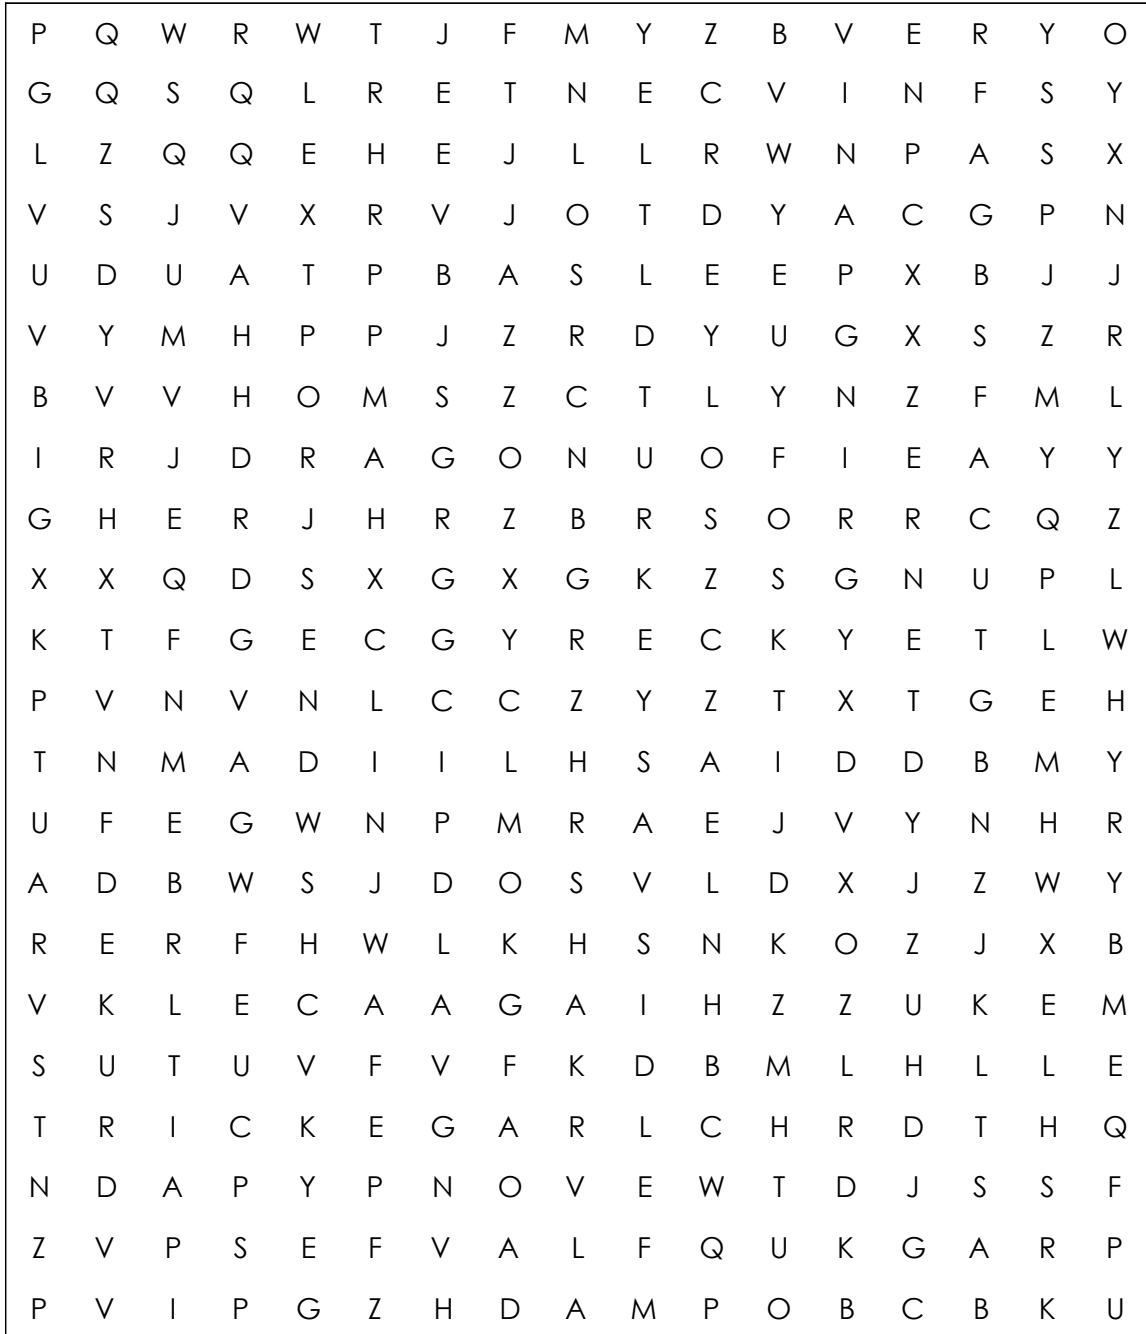 P Q W R W T J F M Y Z B V E R Y O
G Q S Q L R E T N E C V I N F S Y
L Z Q Q E H E J L L R W N P A S X
V S J V X R V J O T D Y A C G P N
U D U A T P B A S L E E P X B J J
V Y M H P P J Z R D Y U G X S Z R
B V V H O M S Z C T L Y N Z F M L
I R J D R A G O N U O F I E A Y Y
G H E R J H R Z B R S O R R C Q Z
X X Q D S X G X G K Z S G N U P L
K T F G E C G Y R E C K Y E T L W
P V N V N L C C Z Y Z T X T G E H
T N M A D I I L H S A I D D B M Y
U F E G W N P M R A E J V Y N H R
A D B W S J D O S V L D X J Z W Y
R E R F H W L K H S N K O Z J X B
V K L E C A A G A I H Z Z U K E M
S U T U V F V F K D B M L H L L E
T R I C K E G A R L C H R D T H Q
N D A P Y P N O V E W T D J S S F
Z V P S E F V A L F Q U K G A R P
P V I P G Z H D A M P O B C B K U